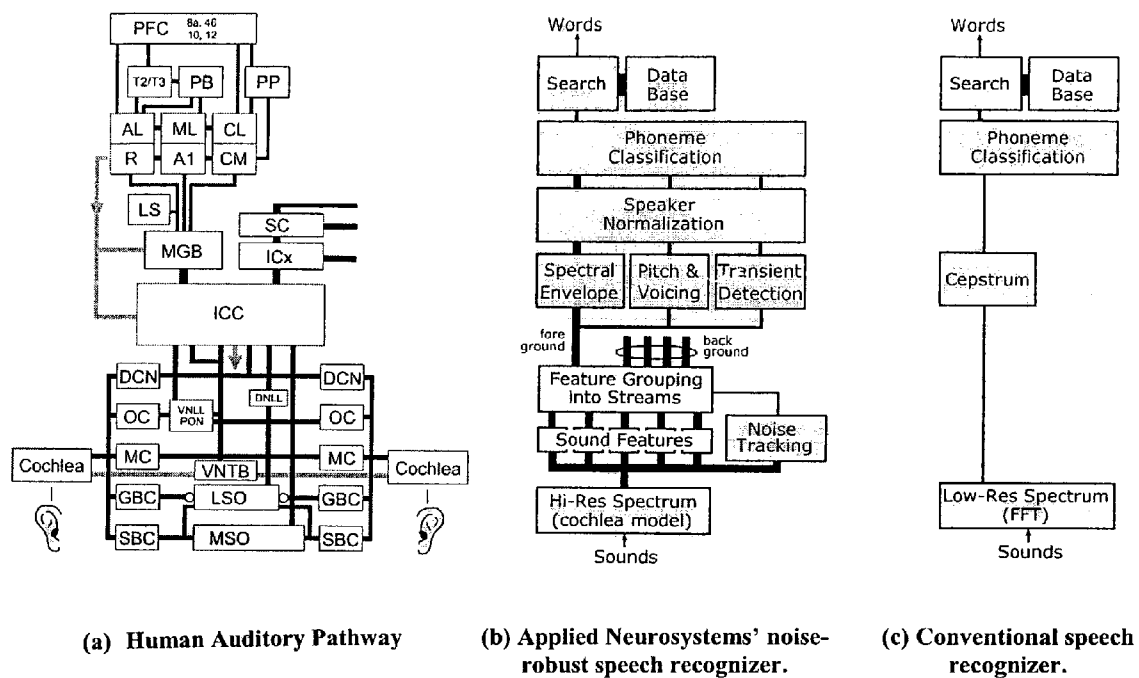 PFC 8a, 46
10, 12
T2/T3 PB PP
AL ML CL
R A1 CM
LS
SC
MGB
ICx
ICC
DCN DCN
DNLL
OC VNLL
PON OC
MC MC
Cochlea VNTB Cochlea
GBC LSO GBC
SBC MSO SBC
(a) Human Auditory Pathway
Words
Search Data
Base
Phoneme
Classification
Speaker
Normalization
Spectral
Envelope
Pitch &
Voicing
Transient
Detection
fore
ground
back
ground
Feature Grouping
into Streams
Sound Features
Noise
Tracking
Hi-Res Spectrum
(cochlea model)
Sounds
(b) Applied Neurosystems' noise-
robust speech recognizer.
Words
Search Data
Base
Phoneme
Classification
Cepstrum
Low-Res Spectrum
(FFT)
Sounds
(c) Conventional speech
recognizer.